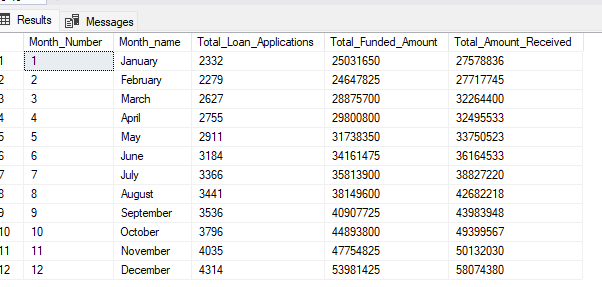 Results Messages
Month_Number Month_name Total_Loan_Applications Total_Funded_Amount Total_Amount_Received
1 1 January 2332 25031650 27578836
2 2 February 2279 24647825 27717745
3 3 March 2627 28875700 32264400
4 4 April 2755 29800800 32495533
5 5 May 2911 31738350 33750523
6 6 June 3184 34161475 36164533
7 7 July 3366 35813900 38827220
8 8 August 3441 38149600 42682218
9 9 September 3536 40907725 43983948
10 10 October 3796 44893800 49399567
11 11 November 4035 47754825 50132030
12 12 December 4314 53981425 58074380